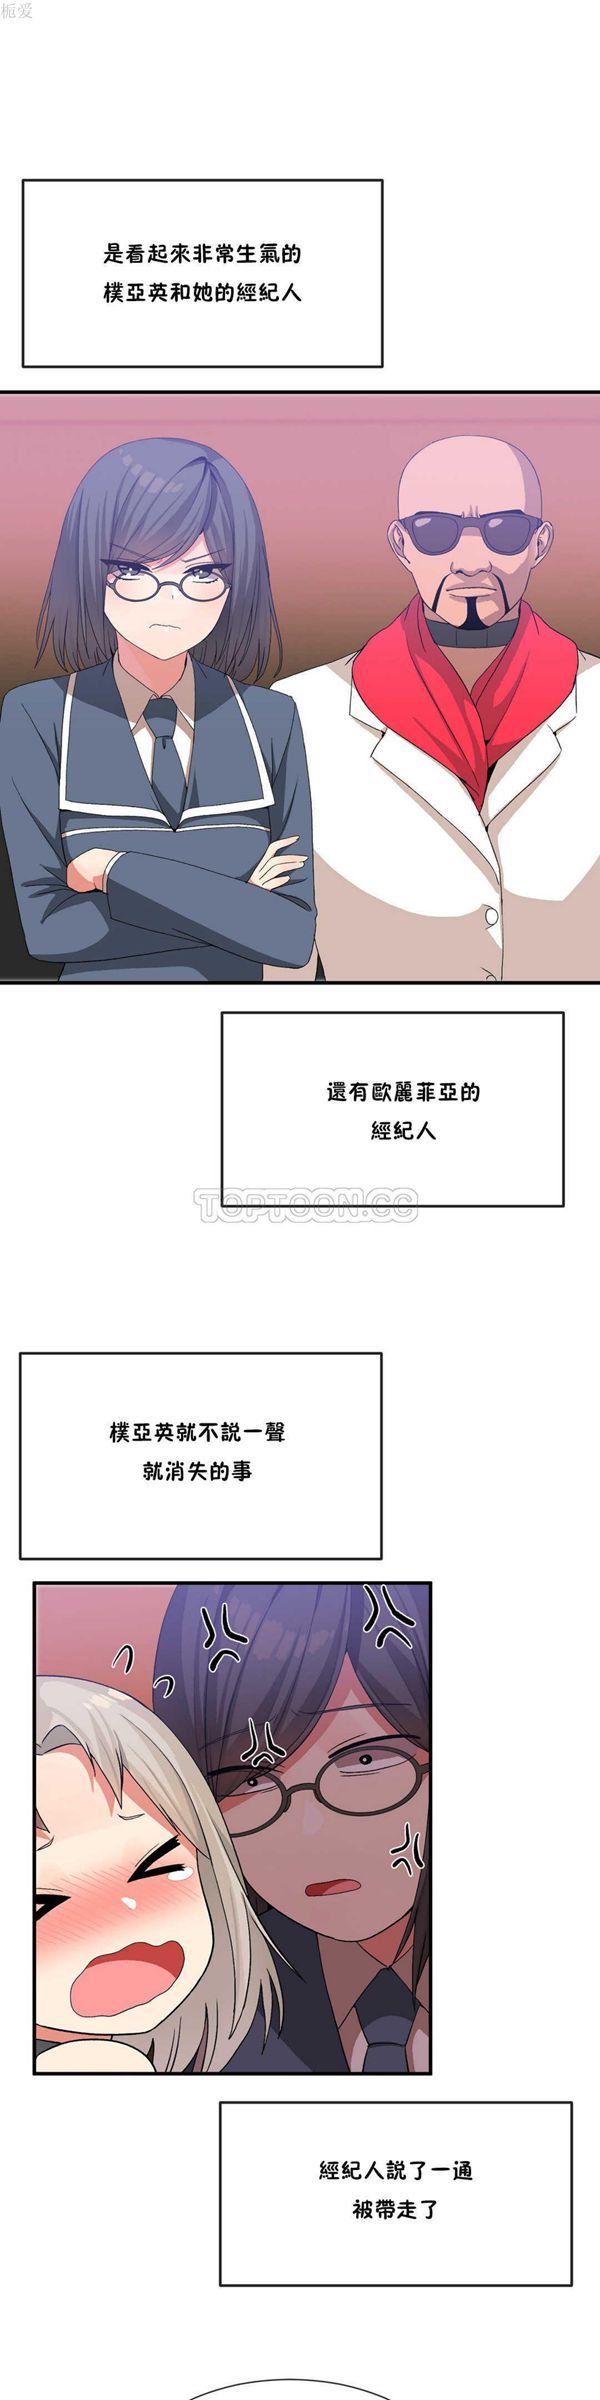 栀爱
是看起來非常生氣的
樸亞英和她的經紀人
還有歐麗菲亞的
經紀人
TOPTOON.CC
樸亞英就不說一聲
就消失的事
經紀人說了一通
被帶走了